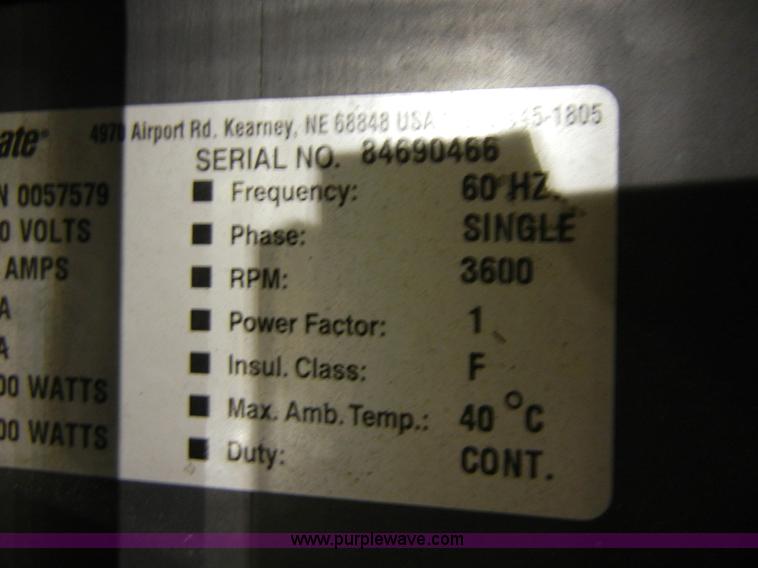 ate® 4970 Airport Rd. Kearney, NE 68848 USA 45-1805
SERIAL NO. 84690466
N 0057579 ■ Frequency: 60 HZ.
0 VOLTS ■ Phase: SINGLE
AMPS ■ RPM: 3600
A ■ Power Factor: 1
A ■ Insul. Class: F
00 WATTS ■ Max. Amb. Temp.: 40 °C
00 WATTS ■ Duty: CONT.
www.purplewave.com